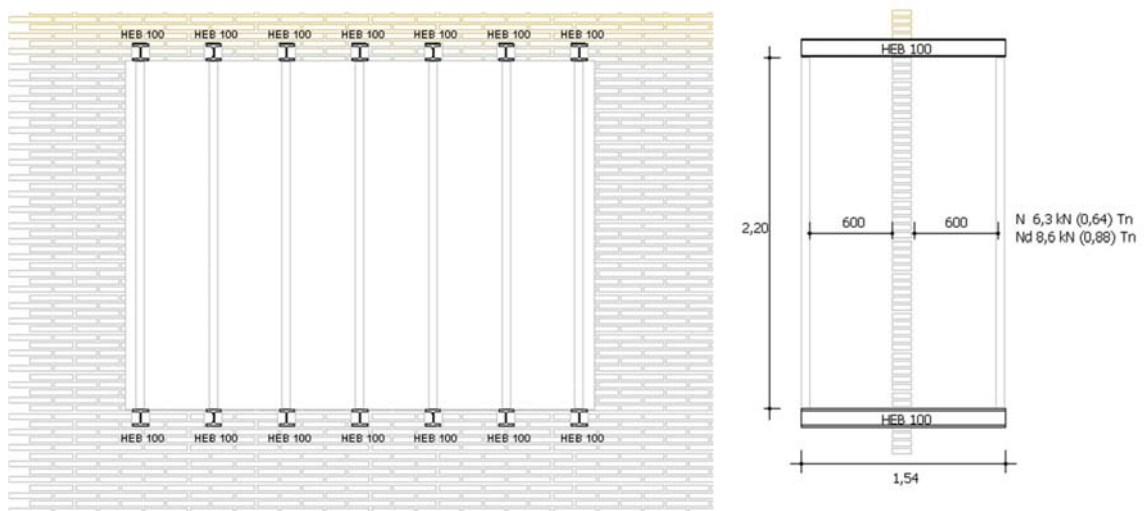 HEB 100 HEB 100 HEB 100 HEB 100 HEB 100 HEB 100 HEB 100
HEB 100 HEB 100 HEB 100 HEB 100 HEB 100 HEB 100 HEB 100
HEB 100
2,20
600 600
N 6,3 kN (0,64) Tn
Nd 8,6 kN (0,88) Tn
HEB 100
1,54